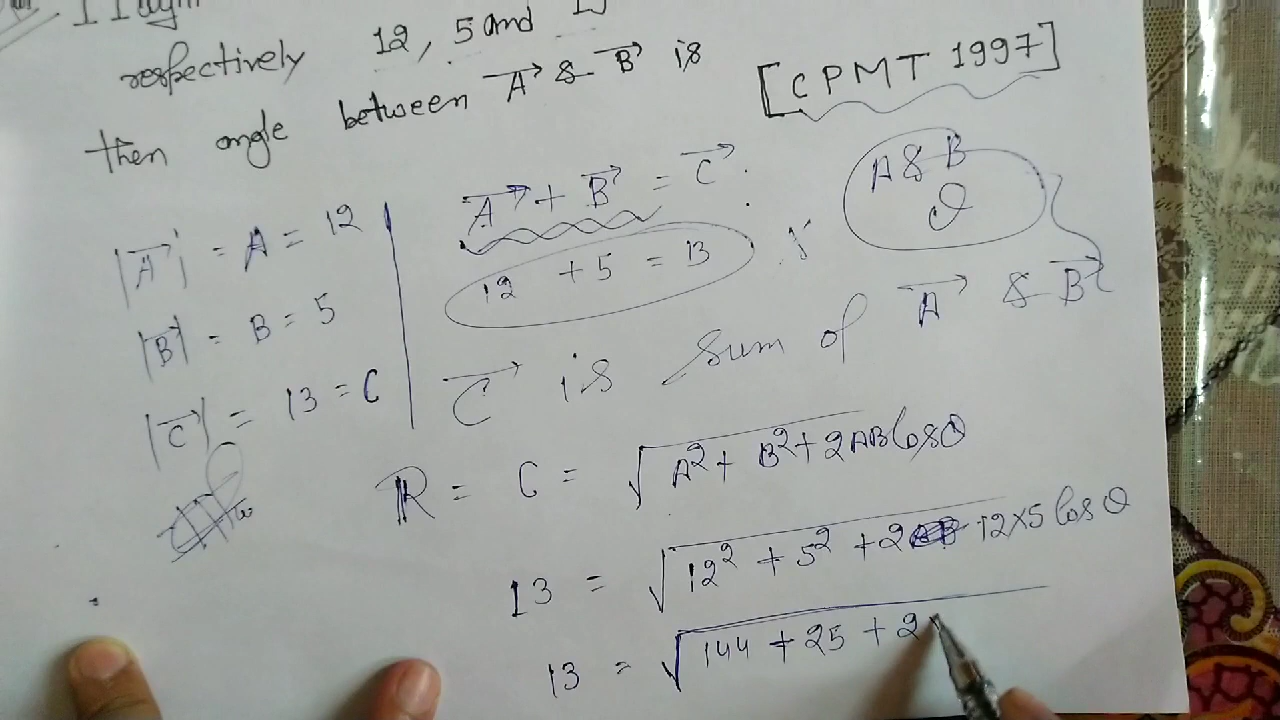 respectively 12, 5 and
then angle between A⃗ & B⃗ is
[CPMT 1997]
|A⃗| = A = 12
|B⃗| = B = 5
|C⃗| = 13 = C
A⃗ + B⃗ = C⃗.
12 + 5 = 13
A & B
θ
C⃗ is sum of A⃗ & B⃗
R = C = √(A² + B² + 2ABCosθ)
13 = √(12² + 5² + 2 12×5 Cosθ)
13 = √(144 + 25 + 2